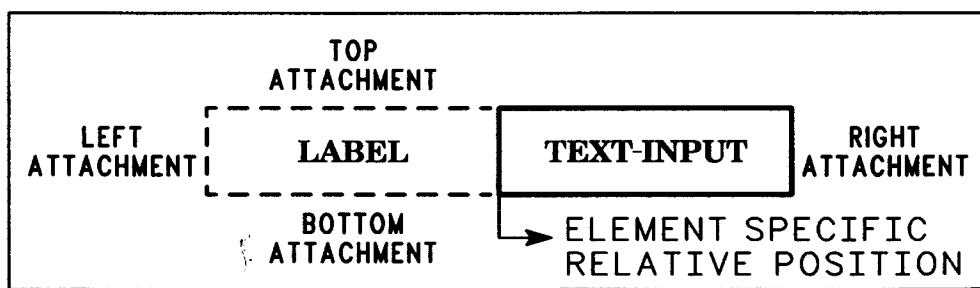 TOP
ATTACHMENT
LEFT
ATTACHMENT
LABEL
TEXT-INPUT
RIGHT
ATTACHMENT
BOTTOM
ATTACHMENT
ELEMENT SPECIFIC
RELATIVE POSITION